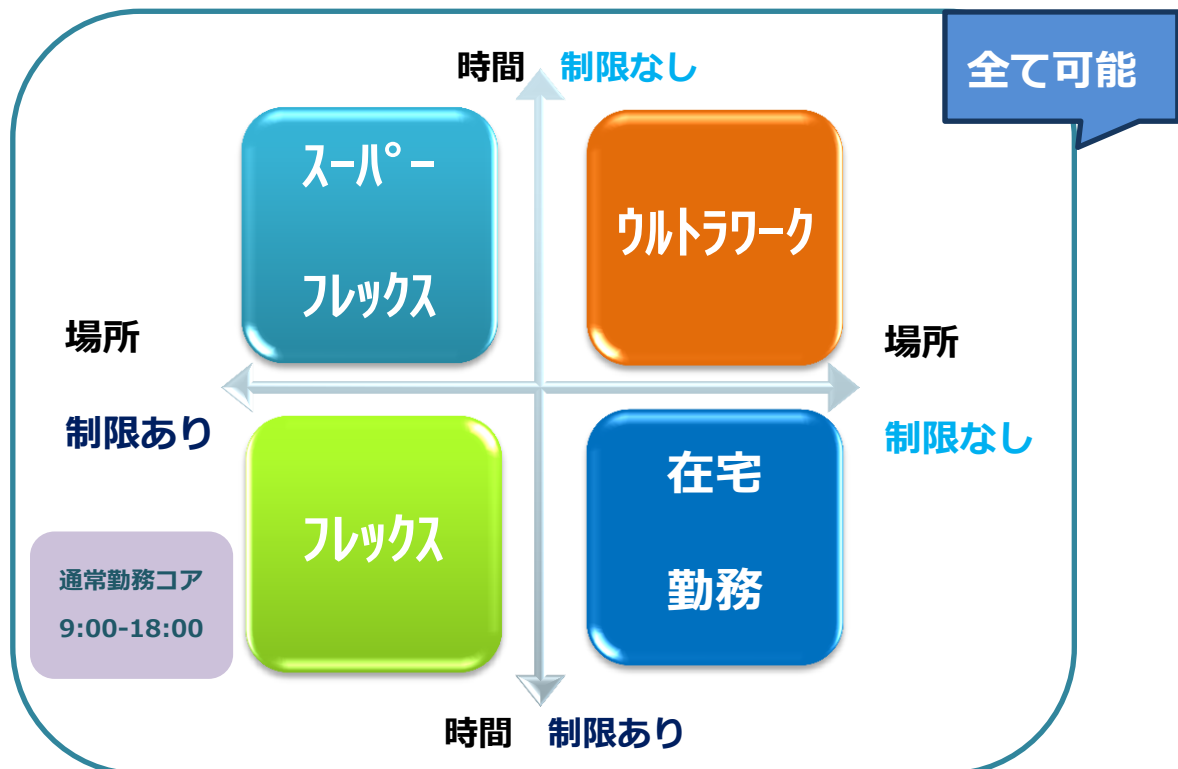 時間 制限なし
全て可能
スーパー
フレックス
ウルトラワーク
場所
制限あり
場所
制限なし
フレックス
在宅
勤務
通常勤務コア
9:00-18:00
時間 制限あり